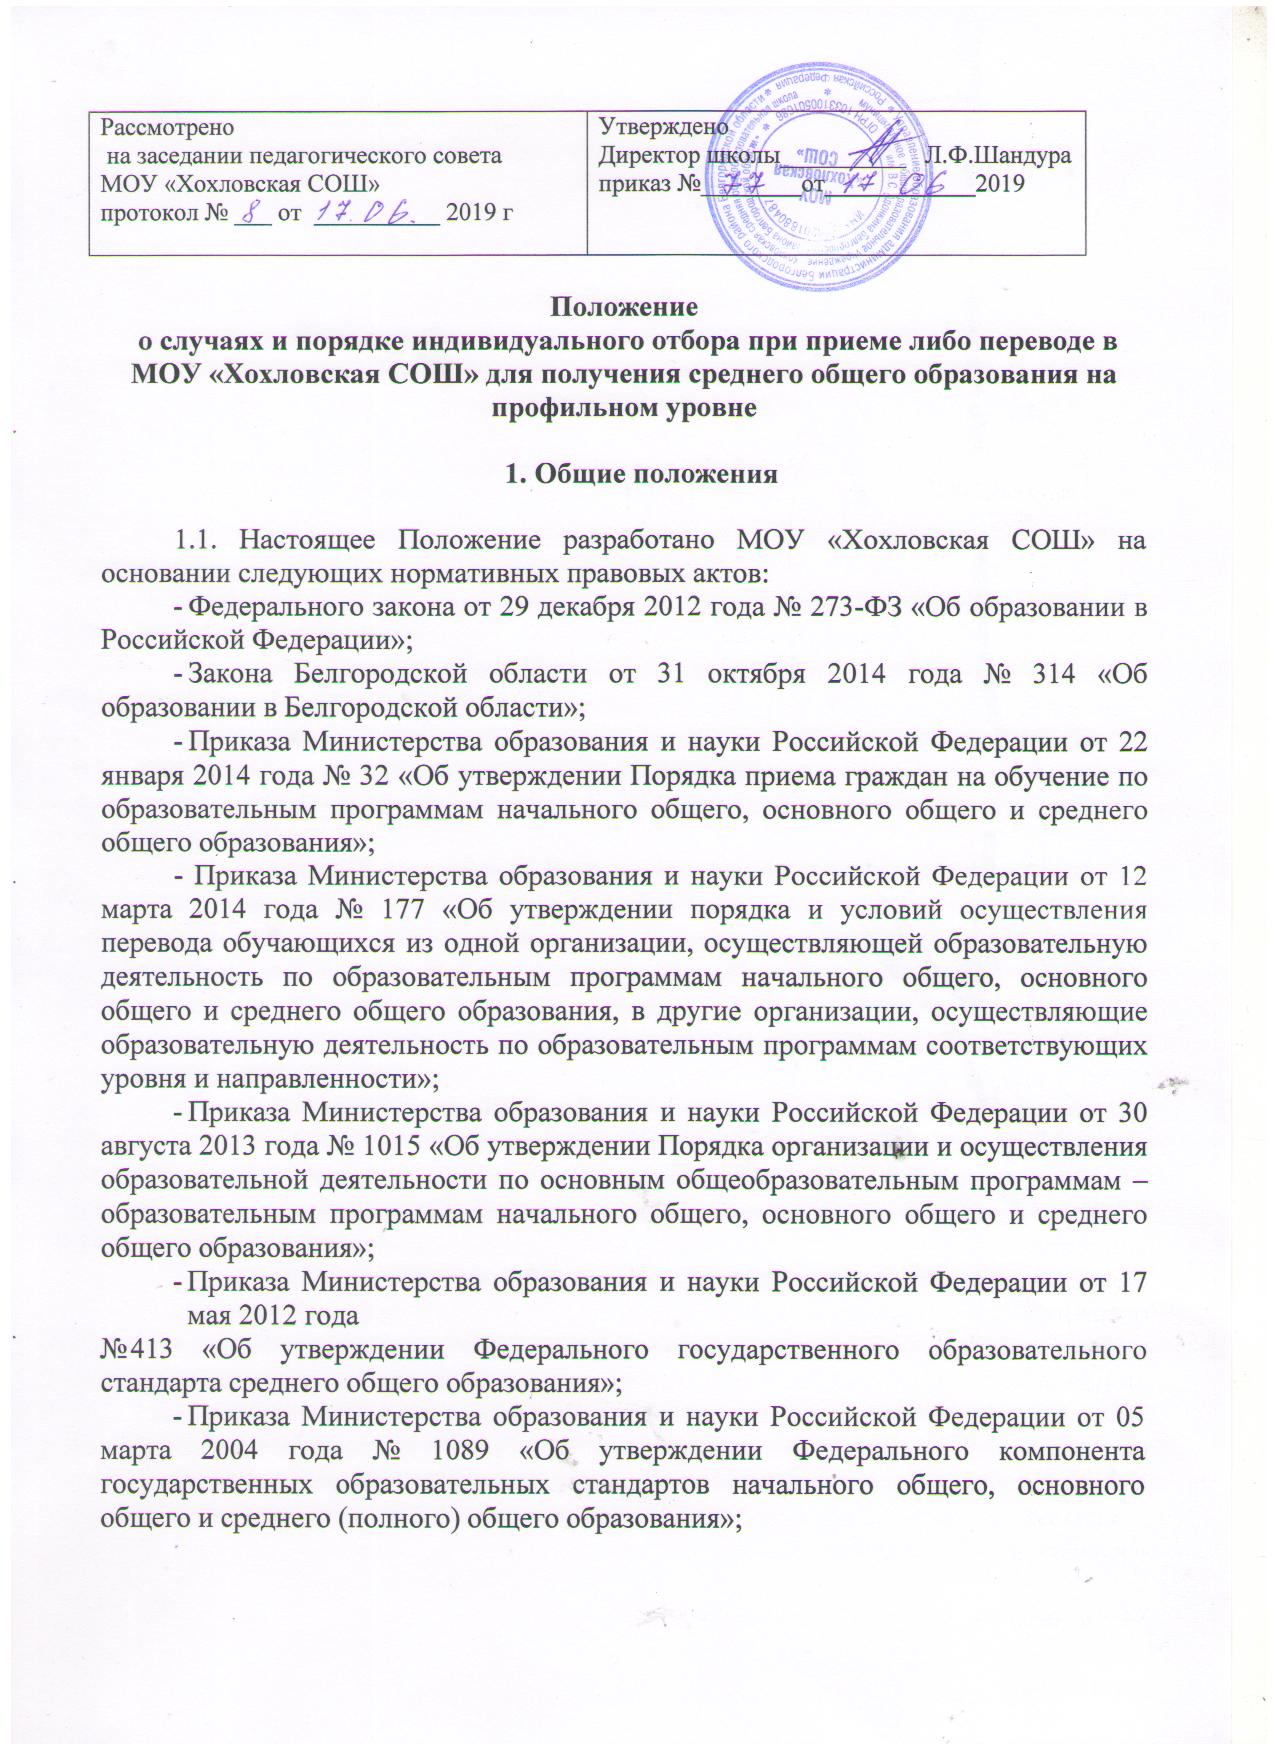 Рассмотрено
на заседании педагогического совета
МОУ «Хохловская СОШ»
протокол № 8 от 17.06. 2019 г
Утверждено
Директор школы Л.Ф.Шандура
приказ № 77 от 17 06 2019
МОУ
«Хохловская
СОШ»
Положение
о случаях и порядке индивидуального отбора при приеме либо переводе в
МОУ «Хохловская СОШ» для получения среднего общего образования на
профильном уровне
1. Общие положения
1.1. Настоящее Положение разработано МОУ «Хохловская СОШ» на
основании следующих нормативных правовых актов:
- Федерального закона от 29 декабря 2012 года № 273-ФЗ «Об образовании в
Российской Федерации»;
- Закона Белгородской области от 31 октября 2014 года № 314 «Об
образовании в Белгородской области»;
- Приказа Министерства образования и науки Российской Федерации от 22
января 2014 года № 32 «Об утверждении Порядка приема граждан на обучение по
образовательным программам начального общего, основного общего и среднего
общего образования»;
- Приказа Министерства образования и науки Российской Федерации от 12
марта 2014 года № 177 «Об утверждении порядка и условий осуществления
перевода обучающихся из одной организации, осуществляющей образовательную
деятельность по образовательным программам начального общего, основного
общего и среднего общего образования, в другие организации, осуществляющие
образовательную деятельность по образовательным программам соответствующих
уровня и направленности»;
- Приказа Министерства образования и науки Российской Федерации от 30
августа 2013 года № 1015 «Об утверждении Порядка организации и осуществления
образовательной деятельности по основным общеобразовательным программам –
образовательным программам начального общего, основного общего и среднего
общего образования»;
- Приказа Министерства образования и науки Российской Федерации от 17
мая 2012 года
№413 «Об утверждении Федерального государственного образовательного
стандарта среднего общего образования»;
- Приказа Министерства образования и науки Российской Федерации от 05
марта 2004 года № 1089 «Об утверждении Федерального компонента
государственных образовательных стандартов начального общего, основного
общего и среднего (полного) общего образования»;